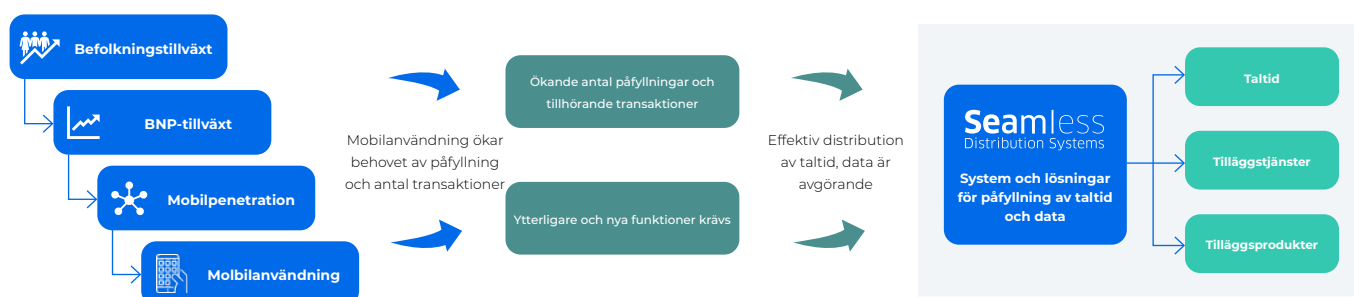 Befolkningstillväxt
BNP-tillväxt
Mobilpenetration
Molbilanvändning
Mobilanvändning ökar
behovet av påfyllning
och antal transaktioner
Ökande antal påfyllningar och
tillhörande transaktioner
Ytterligare och nya funktioner krävs
Effektiv distribution
av taltid, data är
avgörande
Seamless
Distribution Systems
System och lösningar
för påfyllning av taltid
och data
Taltid
Tilläggstjänster
Tilläggsprodukter